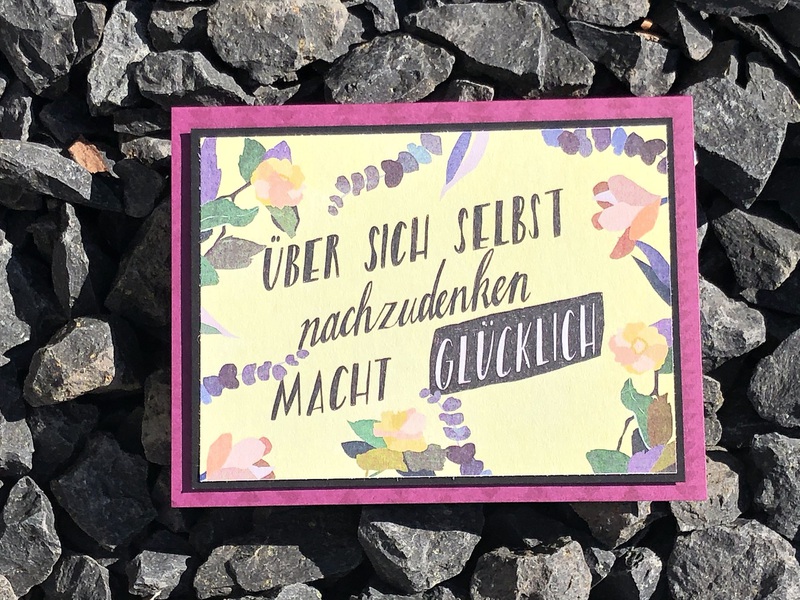 ÜBER SICH SELBST
nachzudenken
MACHT GLÜCKLICH